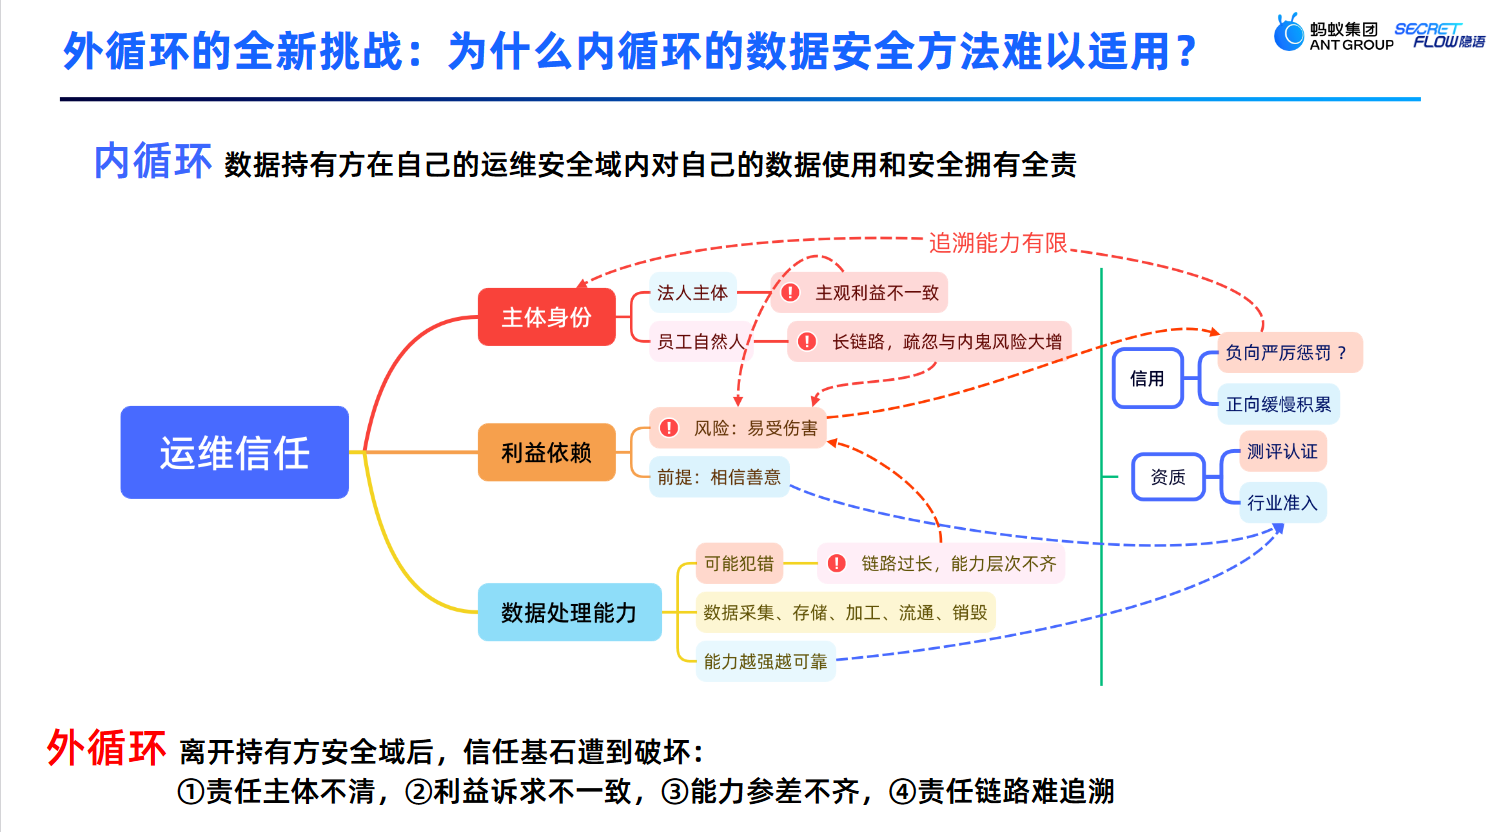 外循环的全新挑战：为什么内循环的数据安全方法难以适用？
蚂蚁集团
ANT GROUP
SECRET
FLOW隐语
内循环 数据持有方在自己的运维安全域内对自己的数据使用和安全拥有全责
追溯能力有限
运维信任
主体身份
法人主体
主观利益不一致
员工自然人
长链路，疏忽与内鬼风险大增
利益依赖
风险：易受伤害
前提：相信善意
数据处理能力
可能犯错
链路过长，能力层次不齐
数据采集、存储、加工、流通、销毁
能力越强越可靠
信用
负向严厉惩罚？
正向缓慢积累
资质
测评认证
行业准入
外循环 离开持有方安全域后，信任基石遭到破坏：
①责任主体不清，②利益诉求不一致，③能力参差不齐，④责任链路难追溯